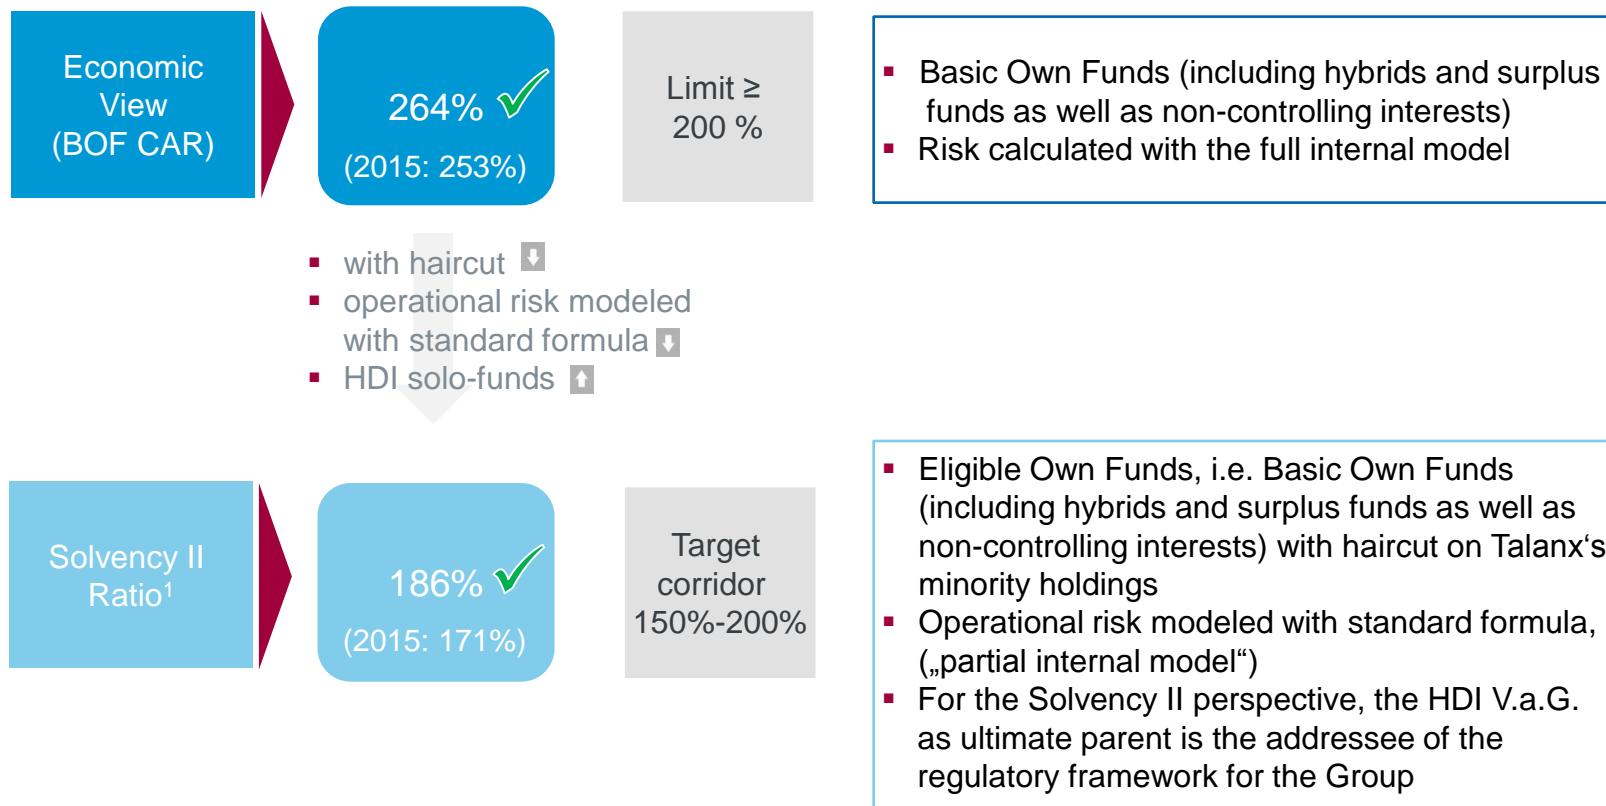 Economic
View
(BOF CAR)
264%
(2015: 253%)
Limit ≥
200 %
▪ Basic Own Funds (including hybrids and surplus
funds as well as non-controlling interests)
▪ Risk calculated with the full internal model
▪ with haircut
▪ operational risk modeled
with standard formula
▪ HDI solo-funds
Solvency II
Ratio¹
186%
(2015: 171%)
Target
corridor
150%-200%
▪ Eligible Own Funds, i.e. Basic Own Funds
(including hybrids and surplus funds as well as
non-controlling interests) with haircut on Talanx‘s
minority holdings
▪ Operational risk modeled with standard formula,
(„partial internal model“)
▪ For the Solvency II perspective, the HDI V.a.G.
as ultimate parent is the addressee of the
regulatory framework for the Group